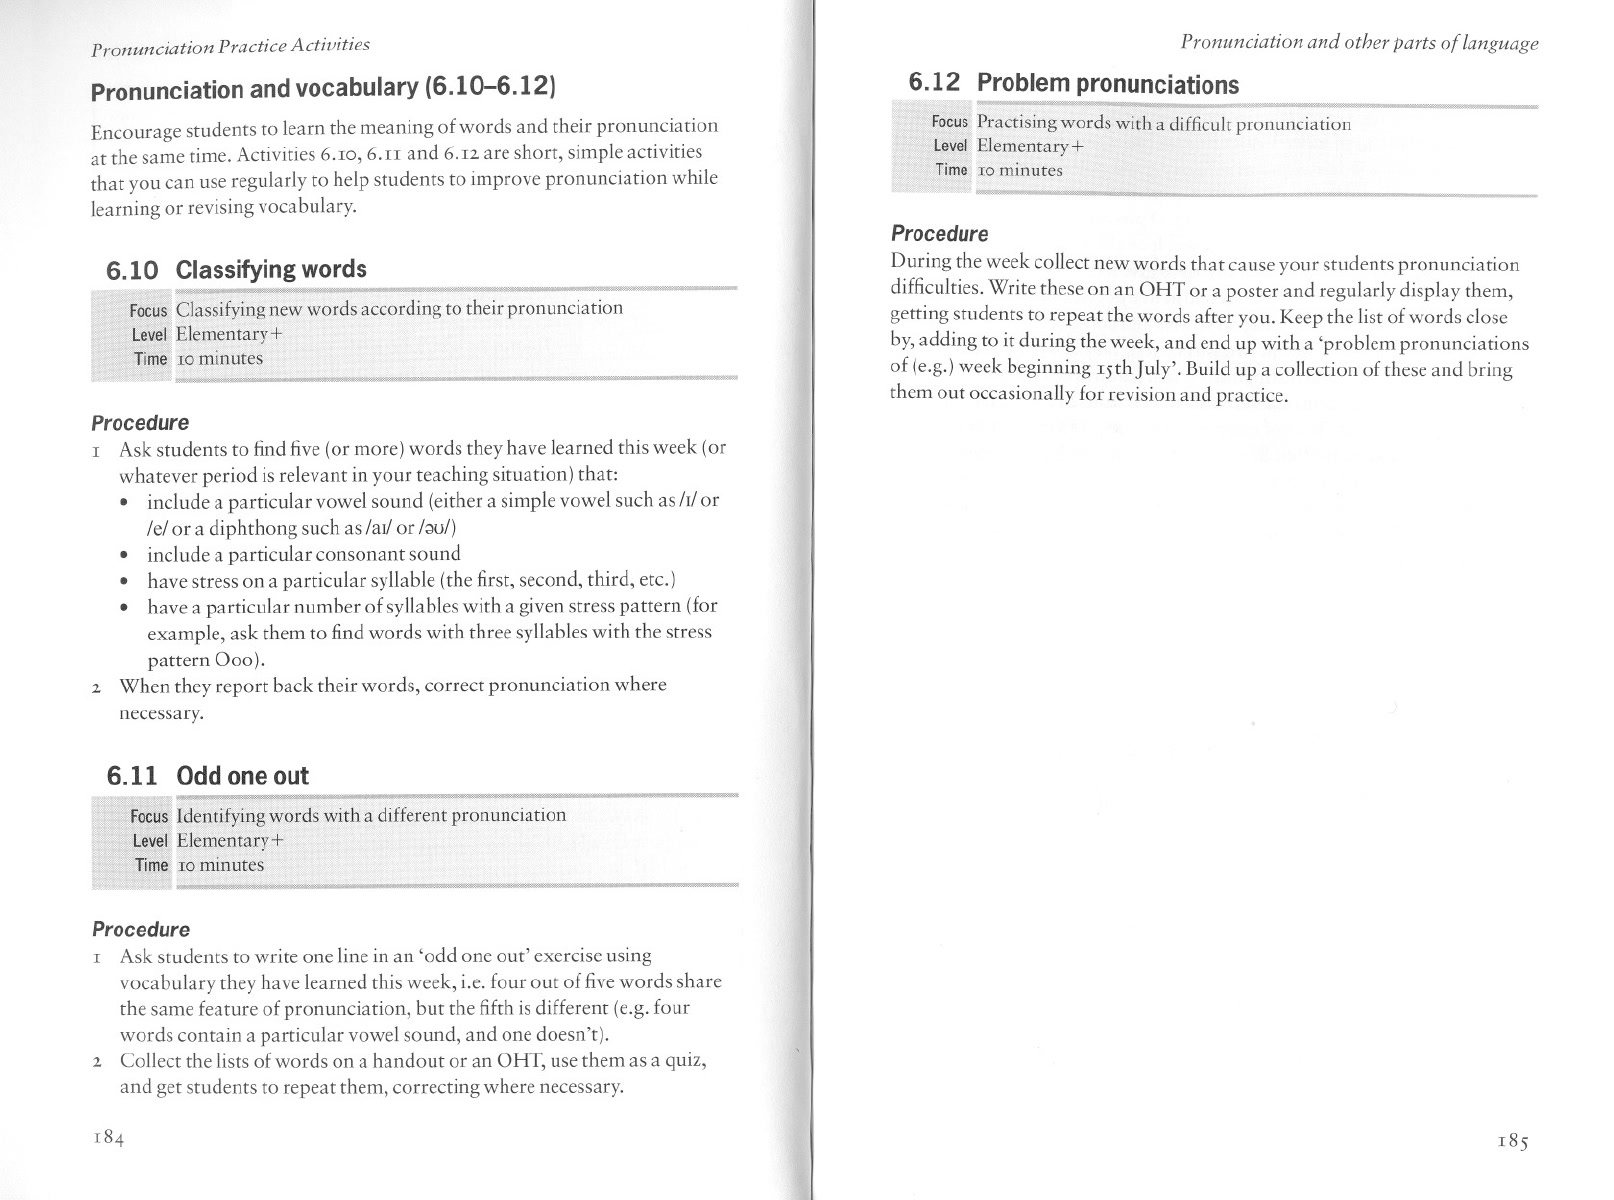 Pronunciation Practice Activities
Pronunciation and vocabulary (6.10–6.12)
Encourage students to learn the meaning of words and their pronunciation
at the same time. Activities 6.10, 6.11 and 6.12 are short, simple activities
that you can use regularly to help students to improve pronunciation while
learning or revising vocabulary.
6.10 Classifying words
Focus Classifying new words according to their pronunciation
Level Elementary+
Time 10 minutes
Procedure
1 Ask students to find five (or more) words they have learned this week (or
whatever period is relevant in your teaching situation) that:
• include a particular vowel sound (either a simple vowel such as /ɪ/ or
/e/ or a diphthong such as /aɪ/ or /əʊ/)
• include a particular consonant sound
• have stress on a particular syllable (the first, second, third, etc.)
• have a particular number of syllables with a given stress pattern (for
example, ask them to find words with three syllables with the stress
pattern Ooo).
2 When they report back their words, correct pronunciation where
necessary.
6.11 Odd one out
Focus Identifying words with a different pronunciation
Level Elementary+
Time 10 minutes
Procedure
1 Ask students to write one line in an ‘odd one out’ exercise using
vocabulary they have learned this week, i.e. four out of five words share
the same feature of pronunciation, but the fifth is different (e.g. four
words contain a particular vowel sound, and one doesn’t).
2 Collect the lists of words on a handout or an OHT, use them as a quiz,
and get students to repeat them, correcting where necessary.
184
Pronunciation and other parts of language
6.12 Problem pronunciations
Focus Practising words with a difficult pronunciation
Level Elementary+
Time 10 minutes
Procedure
During the week collect new words that cause your students pronunciation
difficulties. Write these on an OHT or a poster and regularly display them,
getting students to repeat the words after you. Keep the list of words close
by, adding to it during the week, and end up with a ‘problem pronunciations
of (e.g.) week beginning 15th July’. Build up a collection of these and bring
them out occasionally for revision and practice.
185